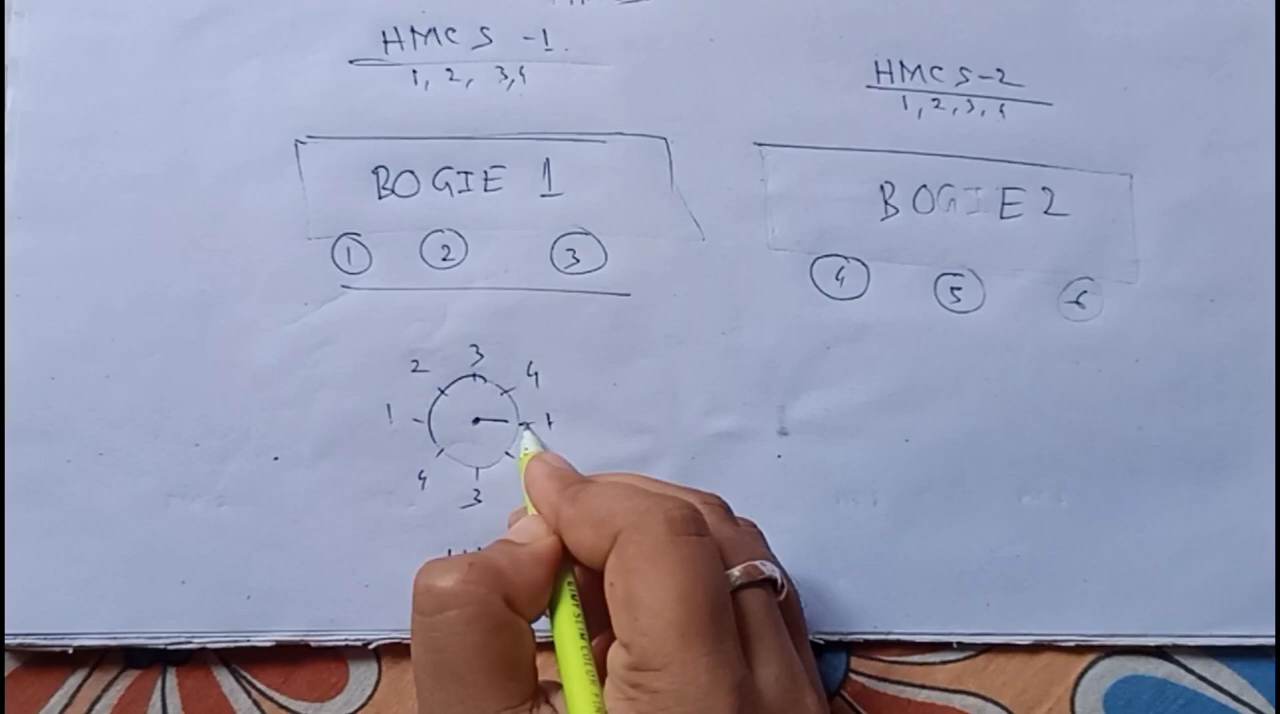 HMCS -1.
1, 2, 3, 4
HMCS-2
1, 2, 3, 4
BOGIE 1
BOGIE 2
1 2 3
4 5 6
2 3 4
1 1
4
3